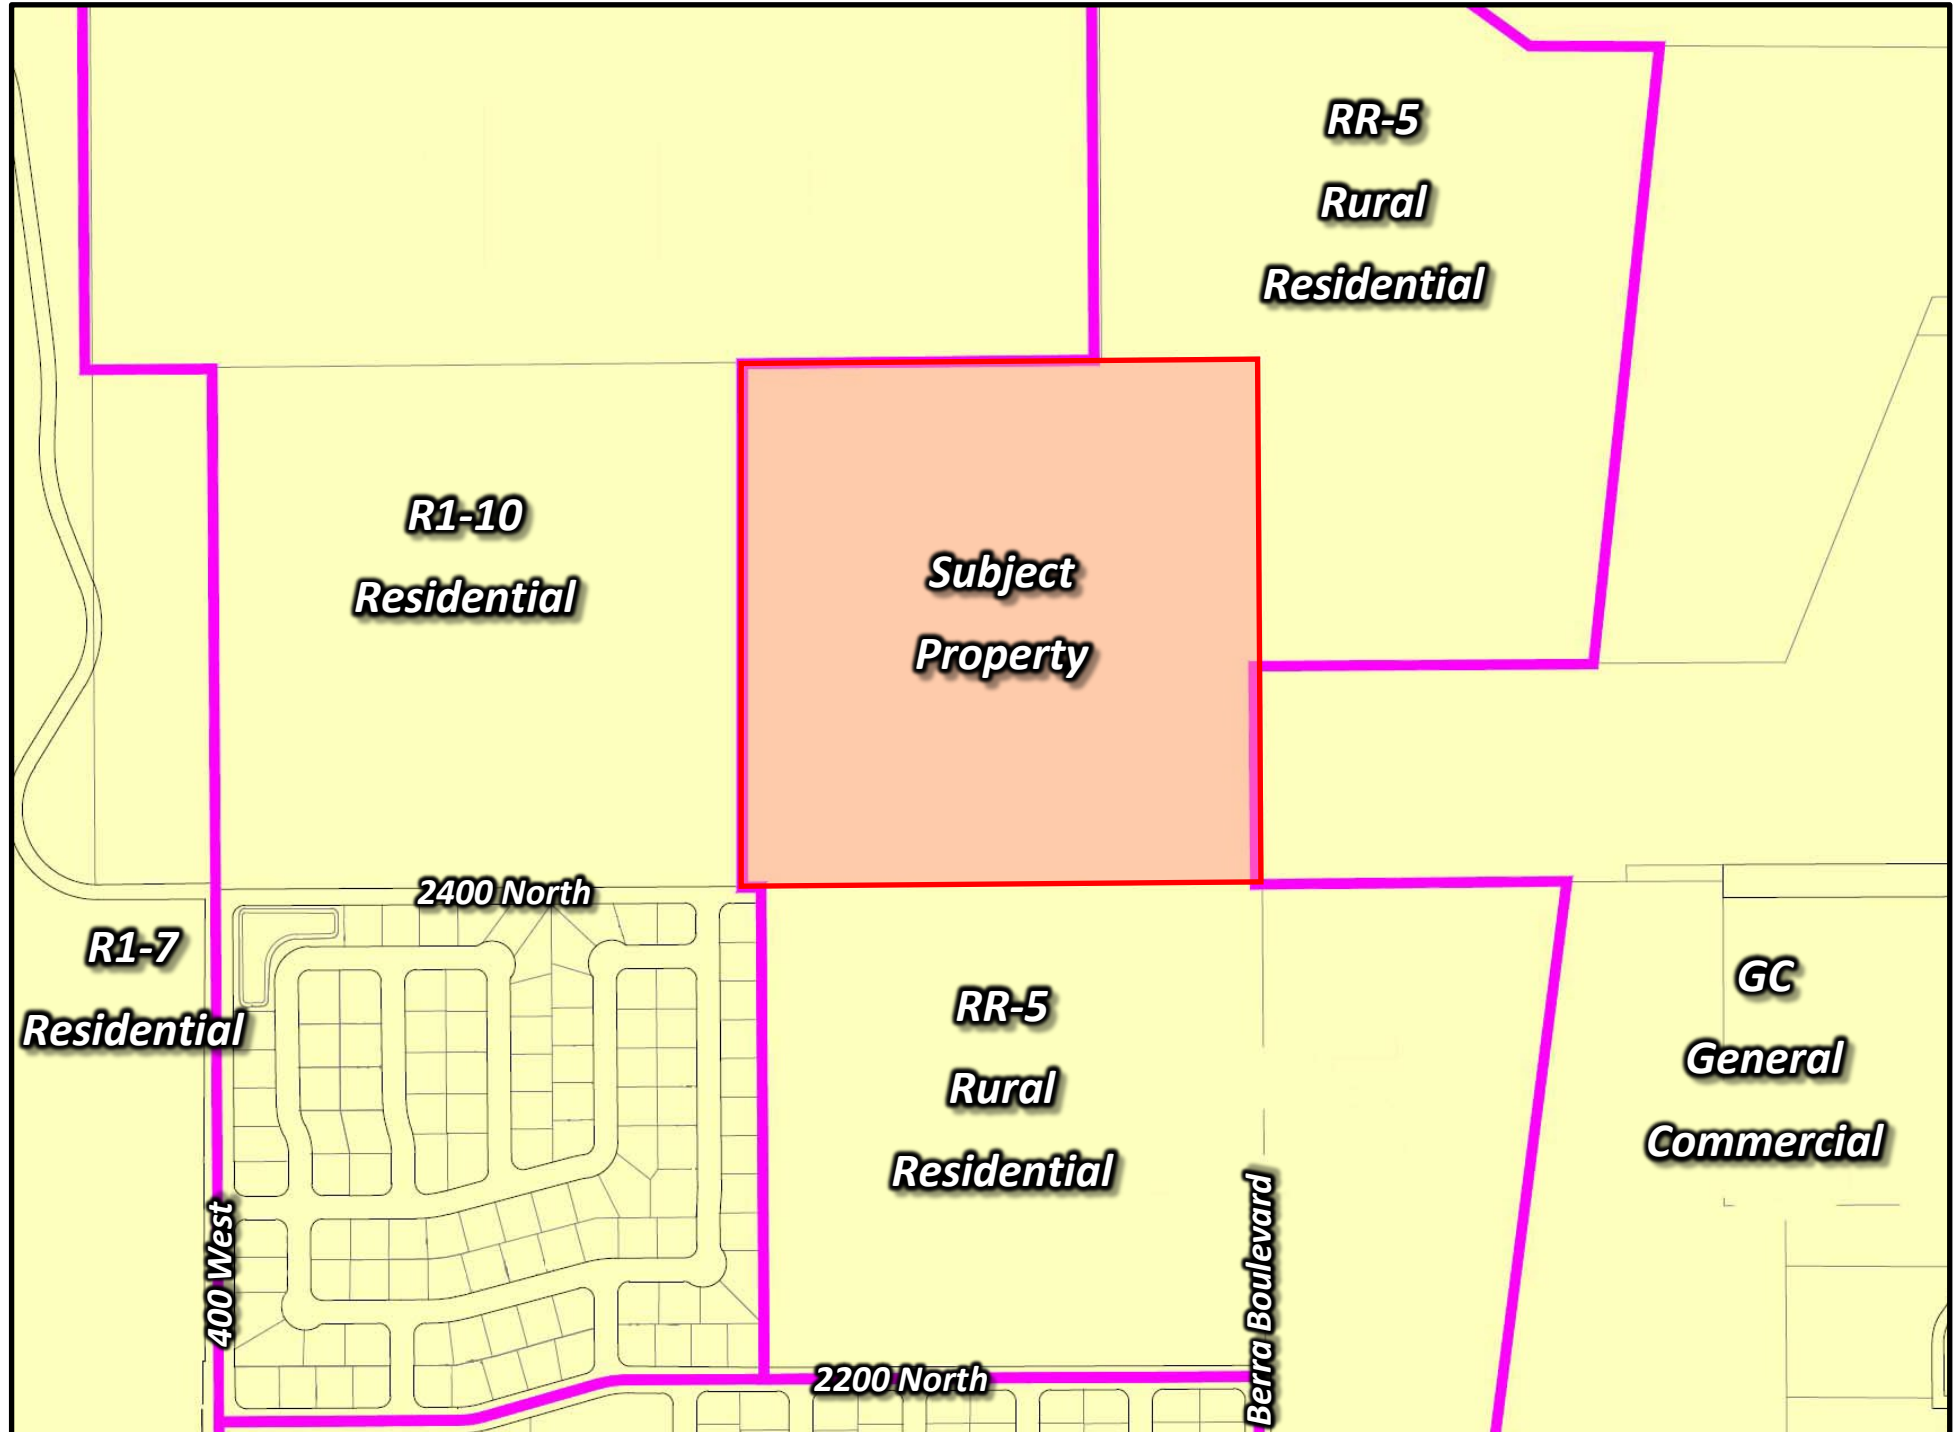 RR-5
Rural
Residential
R1-10
Residential
Subject
Property
2400 North
R1-7
Residential
RR-5
Rural
Residential
GC
General
Commercial
400 West
Berra Boulevard
2200 North